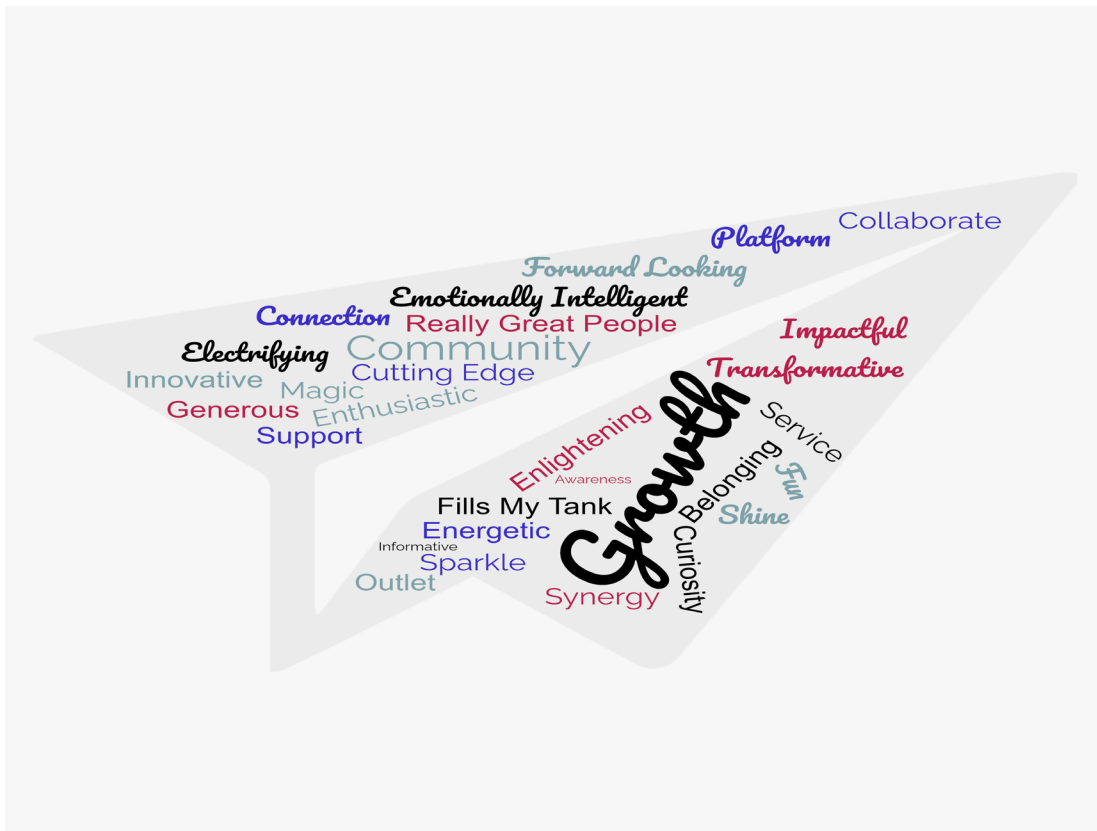 Collaborate
Platform
Forward Looking
Emotionally Intelligent
Connection
Really Great People
Impactful
Electrifying
Community
Transformative
Innovative
Cutting Edge
Magic
Enthusiastic
Generous
Support
Growth
Enlightening
Service
Awareness
Belonging
Fun
Fills My Tank
Shine
Energetic
Informative
Curiosity
Sparkle
Outlet
Synergy